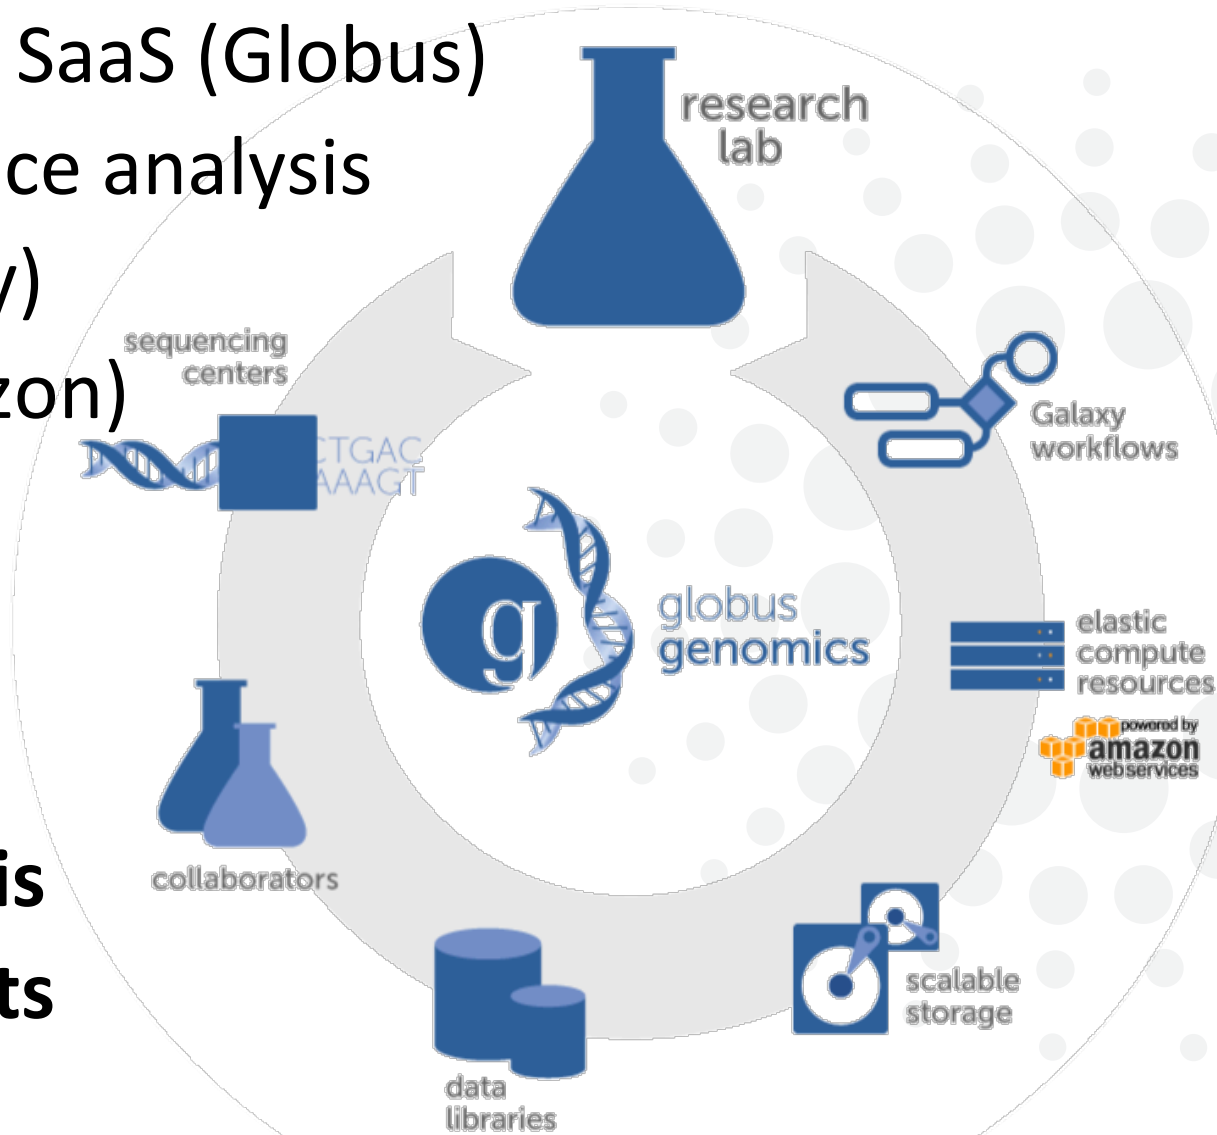 SaaS (Globus)
ce analysis
y)
zon)
is
ts
research
lab
sequencing
centers
CTGAC
AAAGT
Galaxy
workflows
g
globus
genomics
elastic
compute
resources
powered by
amazon
webservices
collaborators
scalable
storage
data
libraries